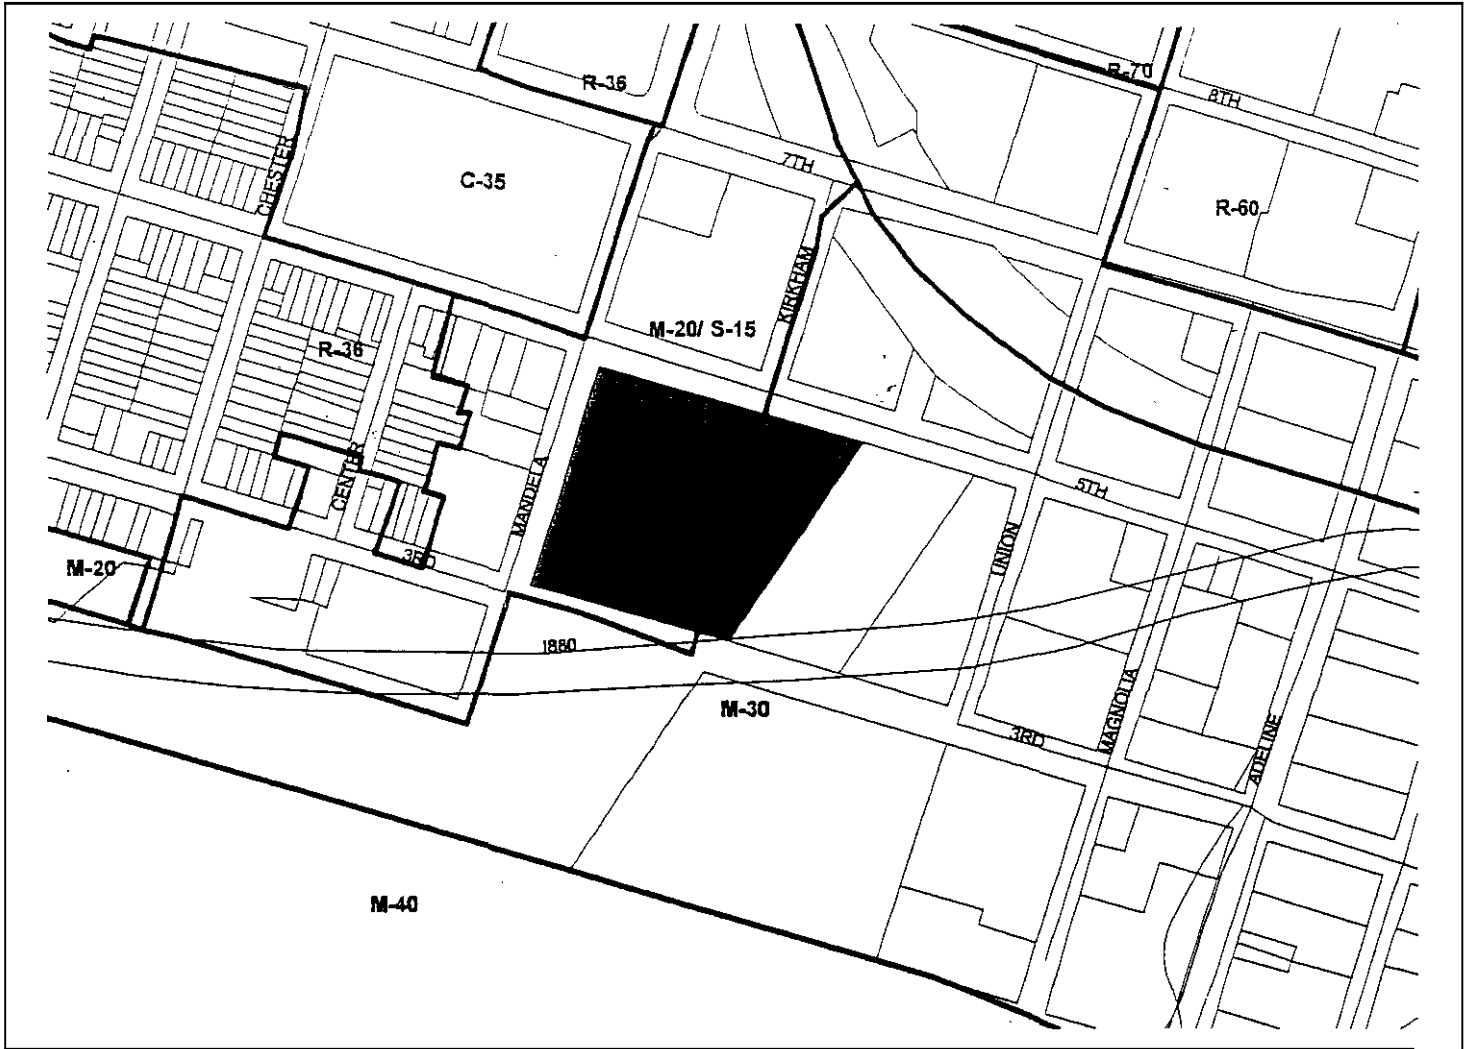 R-36
R-70
8TH
7TH
C-35
CHESTER
R-60
KIRKHAM
M-20/ S-15
R-36
MANDELA
CENTER
5TH
UNION
3RD
M-20
I880
M-30
MAGNOLIA
3RD
ADELINE
M-40